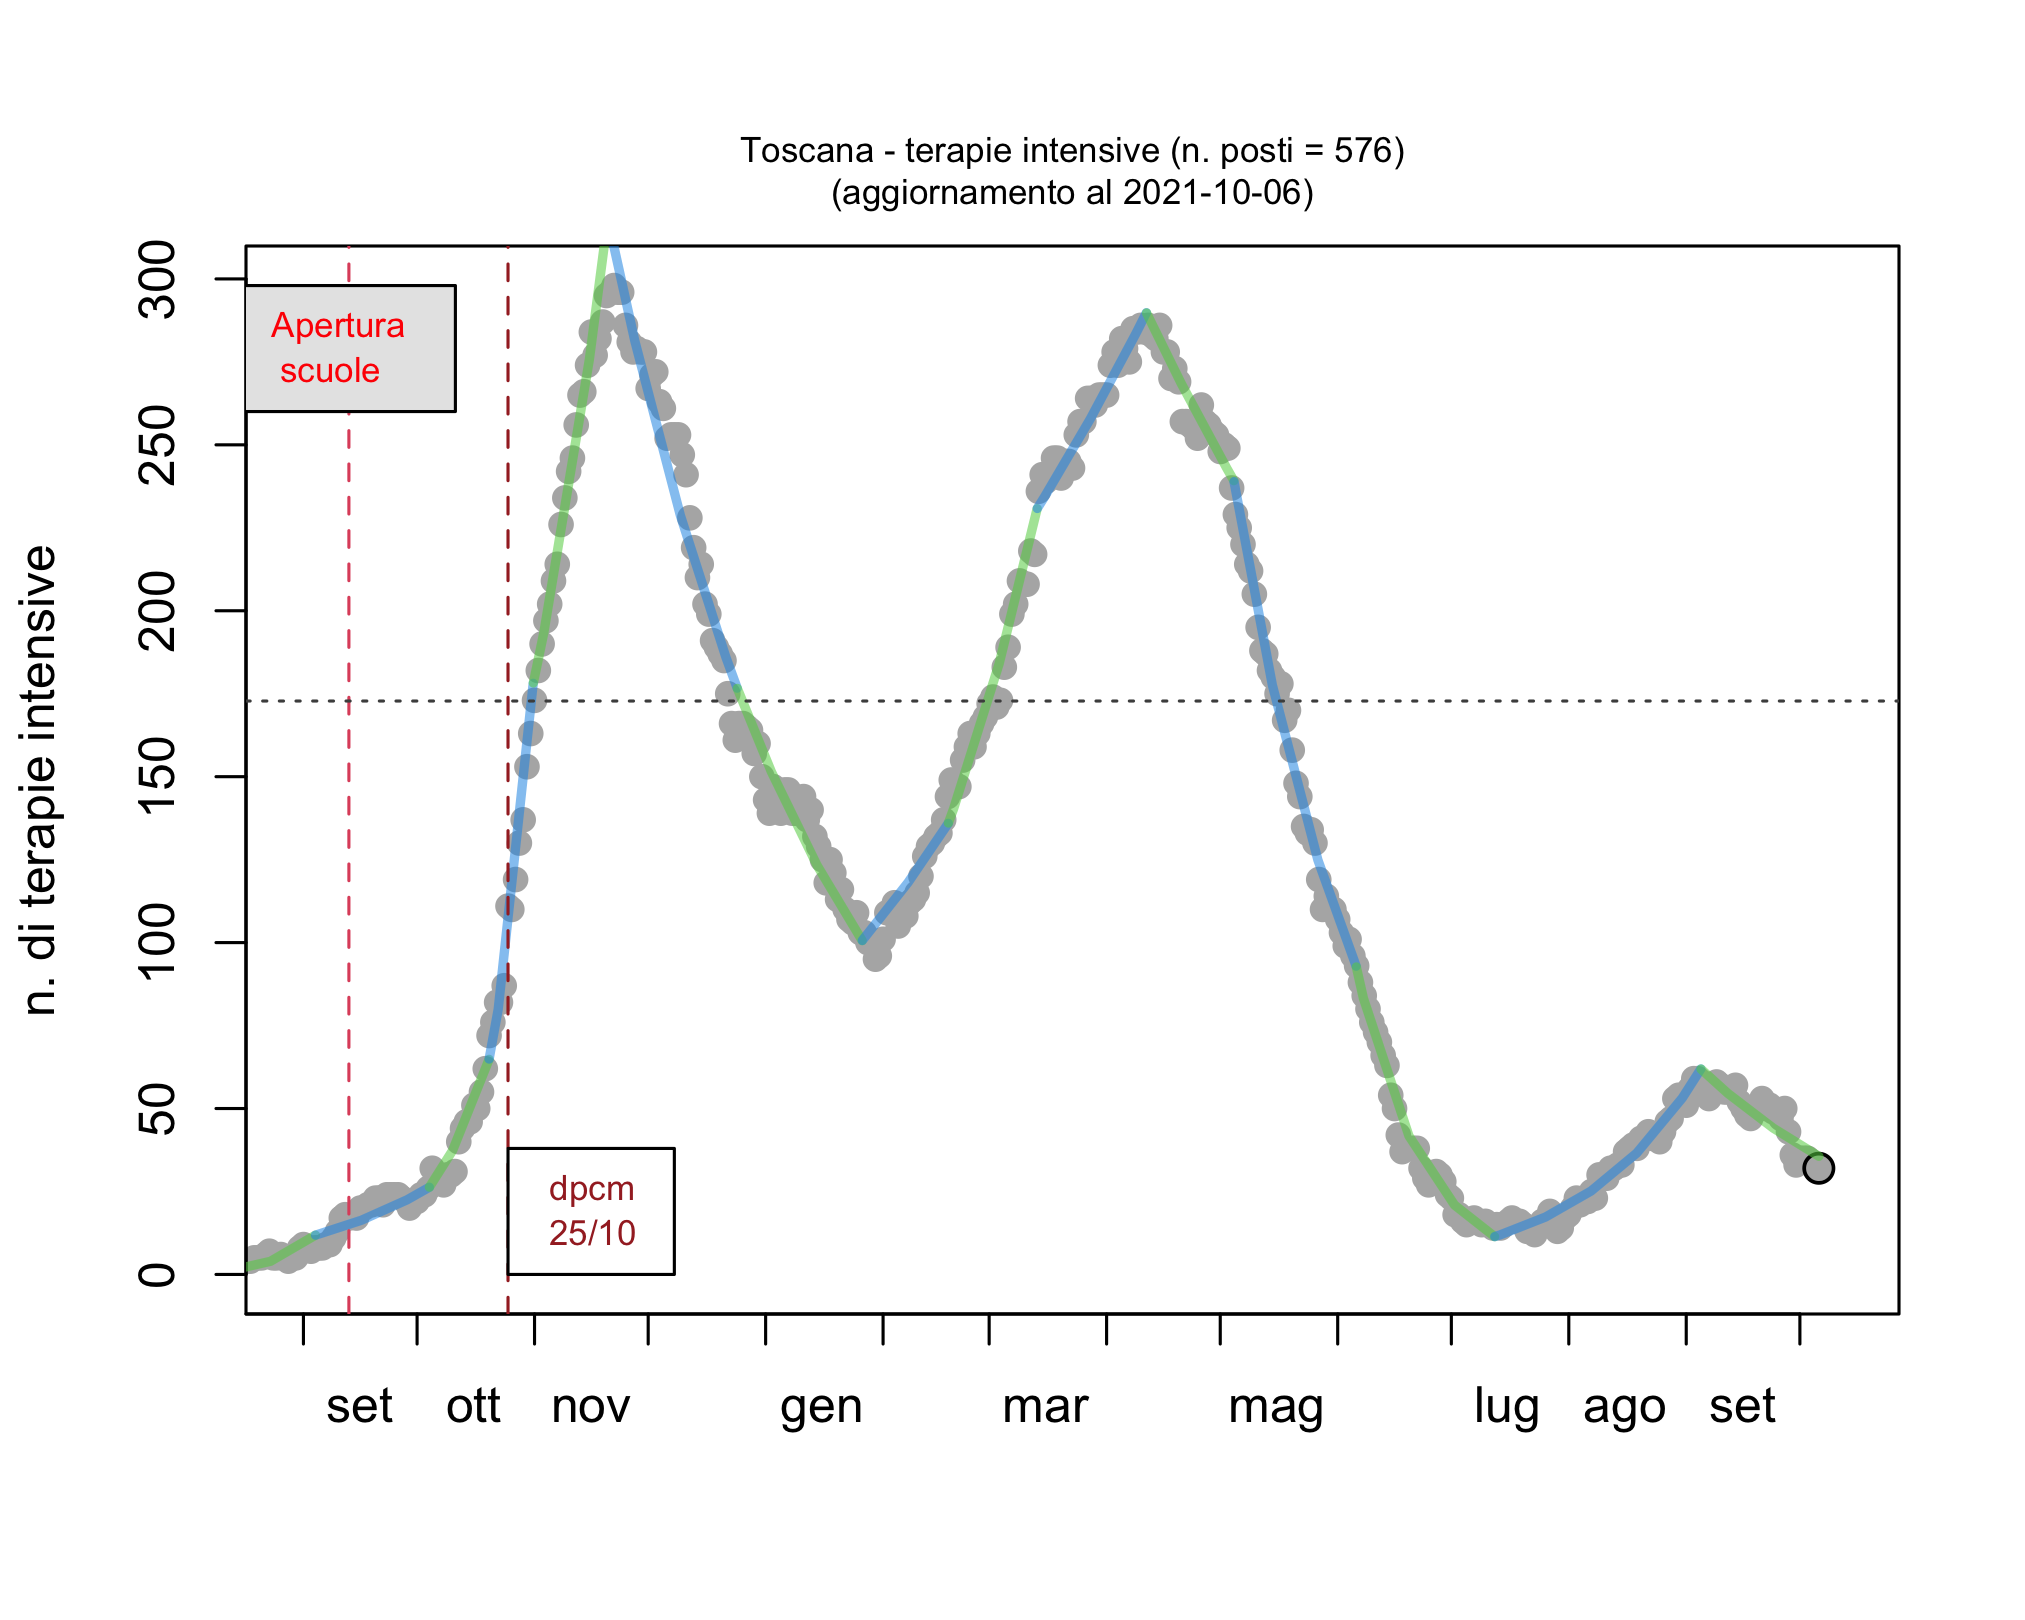 Toscana - terapie intensive (n. posti = 576)
(aggiornamento al 2021-10-06)
n. di terapie intensive
300
250
200
150
100
50
0
Apertura
scuole
dpcm
25/10
set ott nov gen mar mag lug ago set